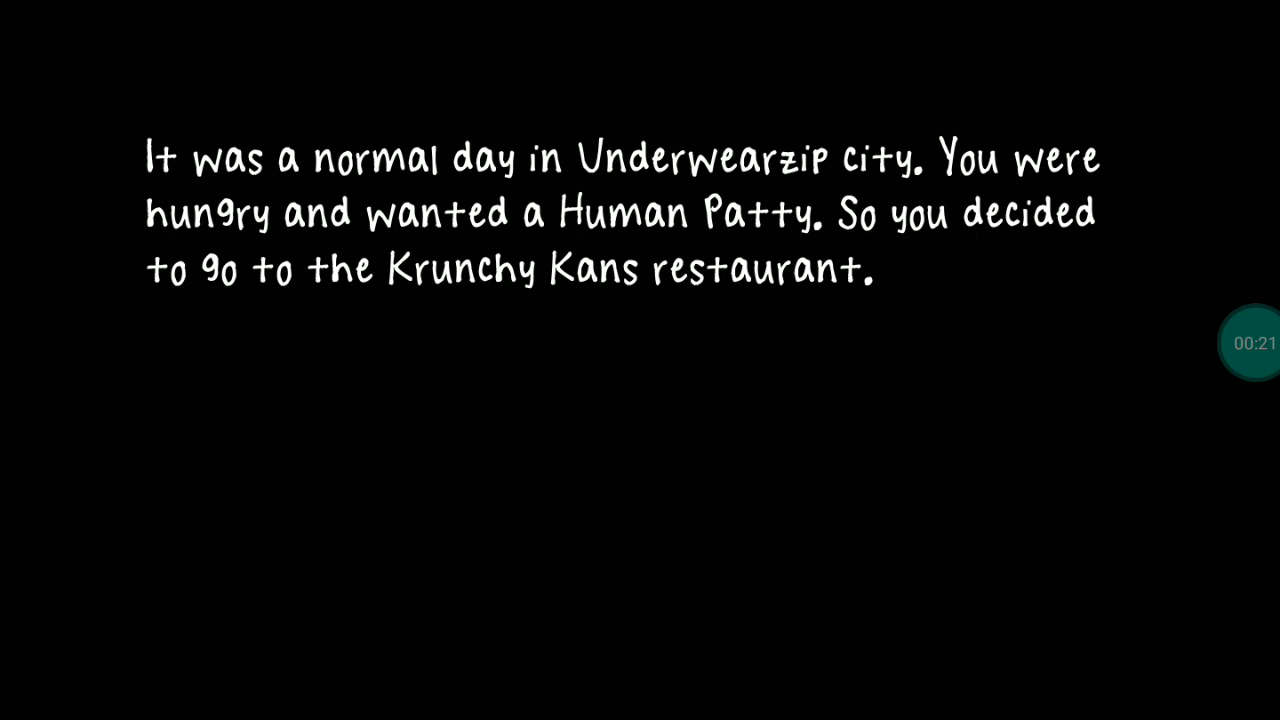 It was a normal day in Underwearzip city. You were
hungry and wanted a Human Patty. So you decided
to go to the Krunchy Kans restaurant.
00:21